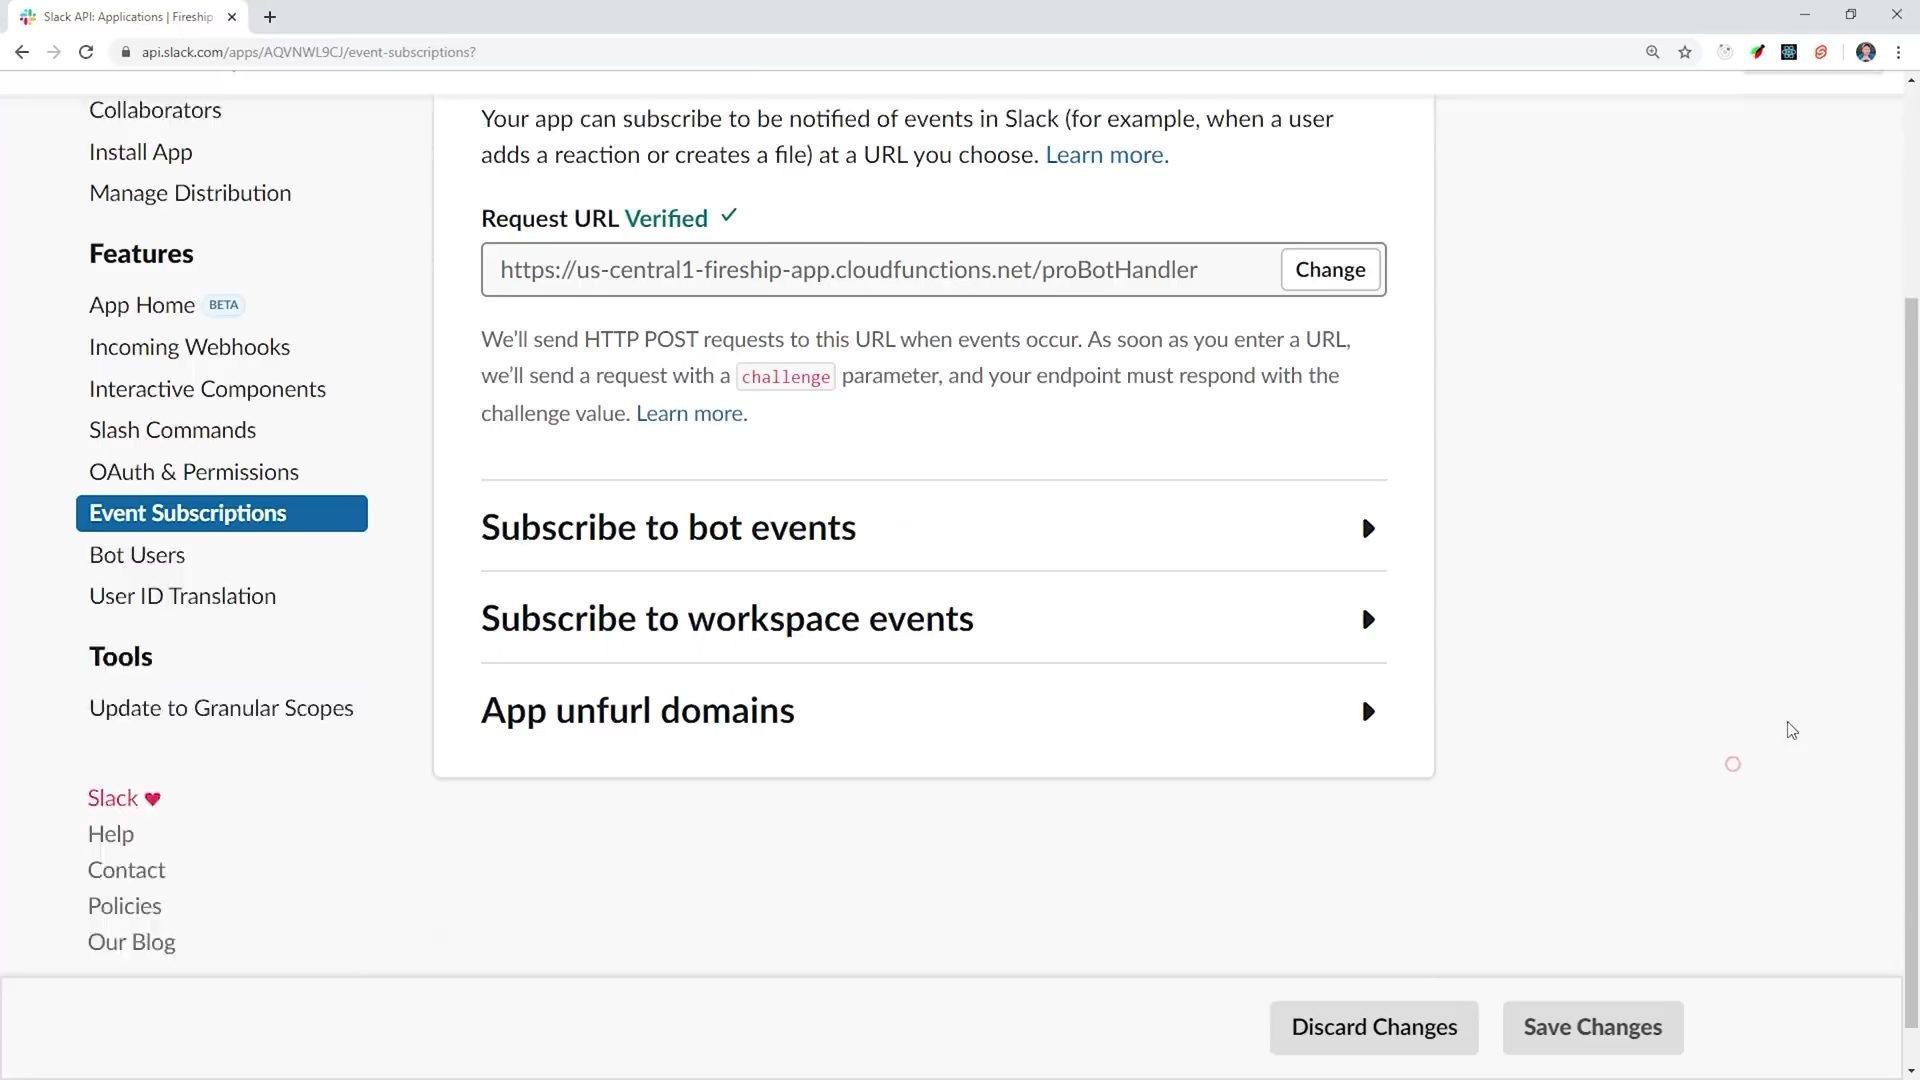 Slack API: Applications | Fireship
api.slack.com/apps/AQVNWL9CJ/event-subscriptions?
Collaborators
Install App
Manage Distribution
Features
App Home BETA
Incoming Webhooks
Interactive Components
Slash Commands
OAuth & Permissions
Event Subscriptions
Bot Users
User ID Translation
Tools
Update to Granular Scopes
Slack
Help
Contact
Policies
Our Blog
Your app can subscribe to be notified of events in Slack (for example, when a user
adds a reaction or creates a file) at a URL you choose. Learn more.
Request URL Verified
https://us-central1-fireship-app.cloudfunctions.net/proBotHandler
Change
We’ll send HTTP POST requests to this URL when events occur. As soon as you enter a URL,
we’ll send a request with a challenge parameter, and your endpoint must respond with the
challenge value. Learn more.
Subscribe to bot events
Subscribe to workspace events
App unfurl domains
Discard Changes
Save Changes